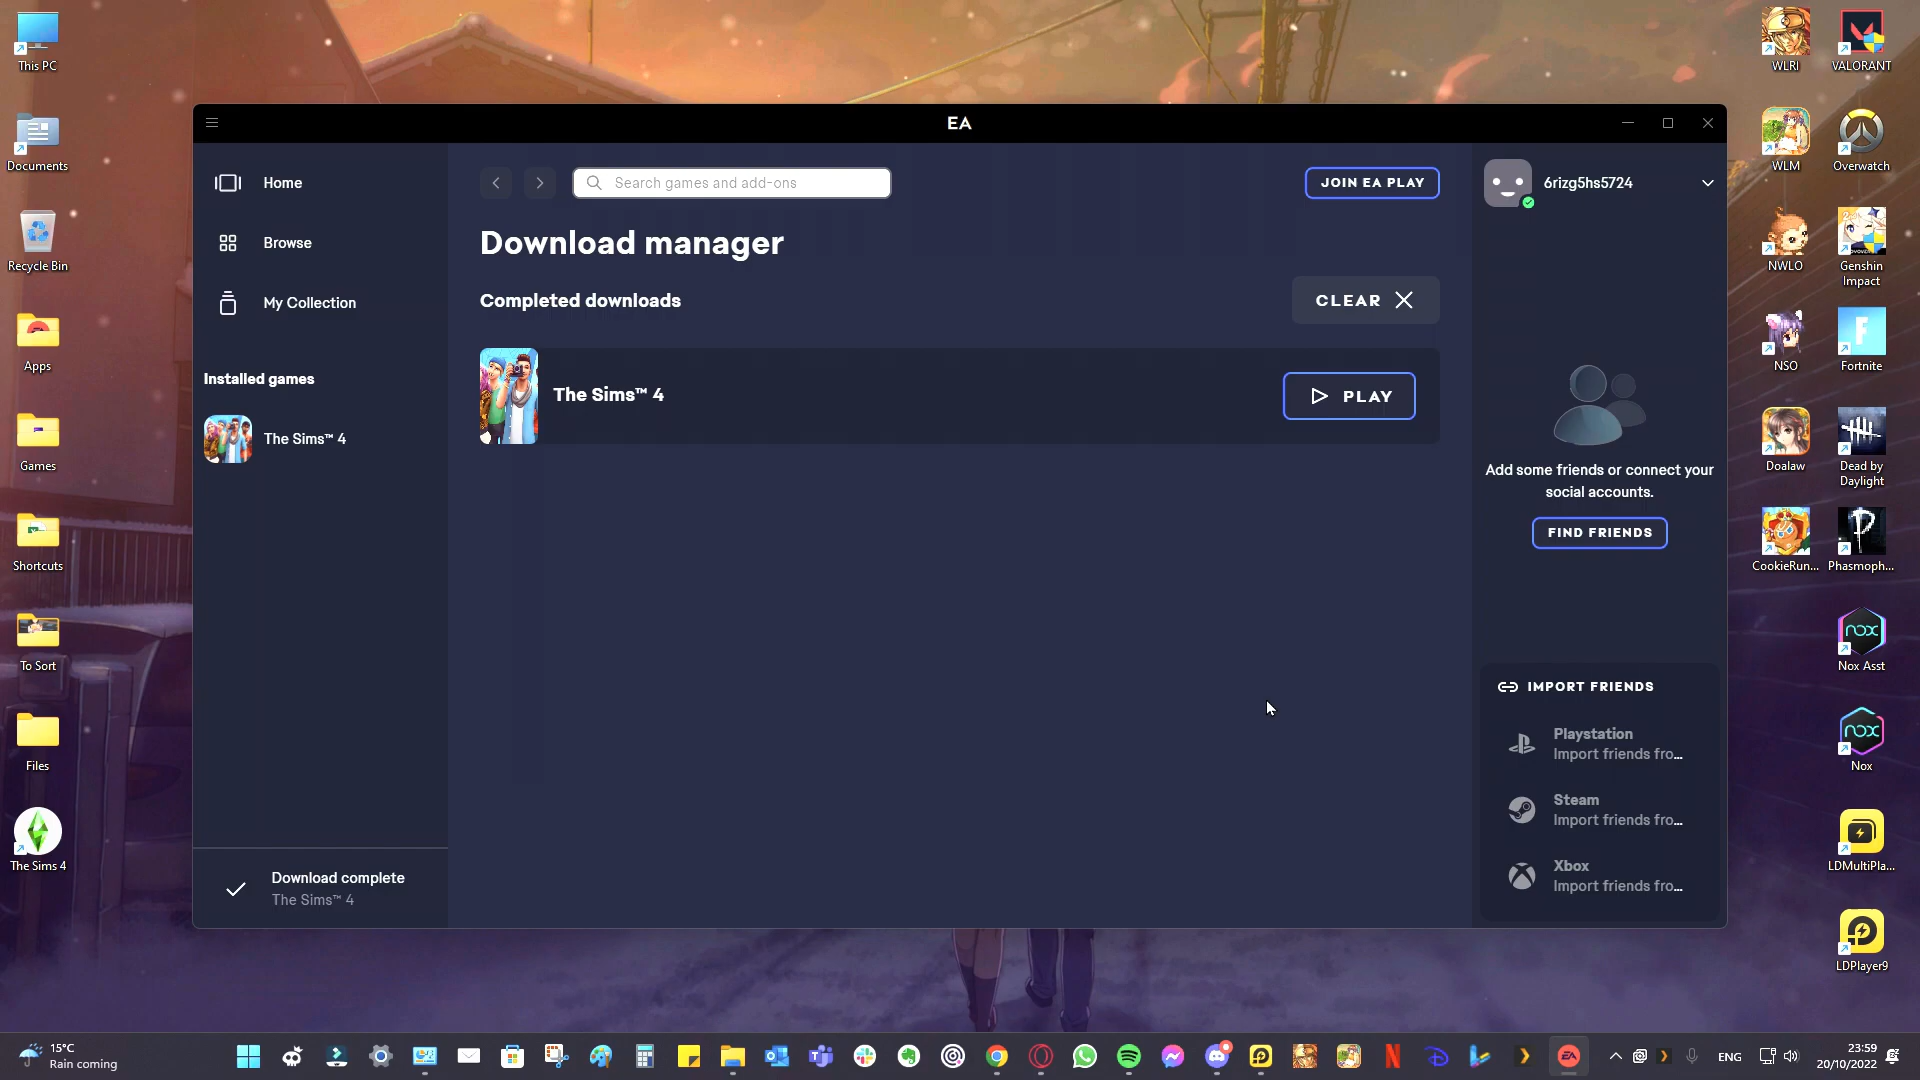 This PC
Documents
Recycle Bin
Apps
Games
Shortcuts
To Sort
Files
The Sims 4
EA
Home
Browse
My Collection
Installed games
The Sims™ 4
Download complete
The Sims™ 4
Search games and add-ons
JOIN EA PLAY
Download manager
Completed downloads
CLEAR
The Sims™ 4
PLAY
6rizg5hs5724
Add some friends or connect your
social accounts.
FIND FRIENDS
IMPORT FRIENDS
Playstation
Import friends fro...
Steam
Import friends fro...
Xbox
Import friends fro...
WLRI
VALORANT
WLM
Overwatch
NWLO
Genshin
Impact
NSO
Fortnite
Doalaw
Dead by
Daylight
CookieRun...
Phasmoph...
nox
Nox Asst
nox
Nox
LDMultiPla...
LDPlayer9
15°C
Rain coming
EA
ENG
23:59
20/10/2022